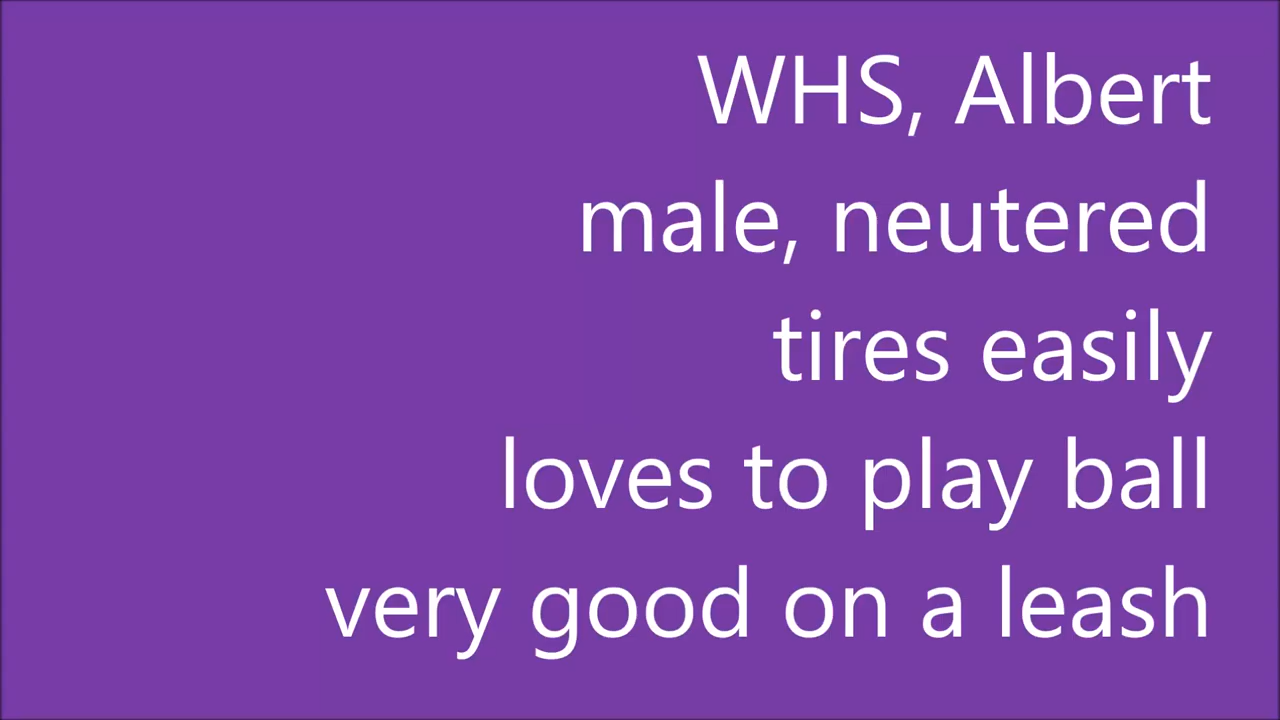 WHS, Albert
male, neutered
tires easily
loves to play ball
very good on a leash